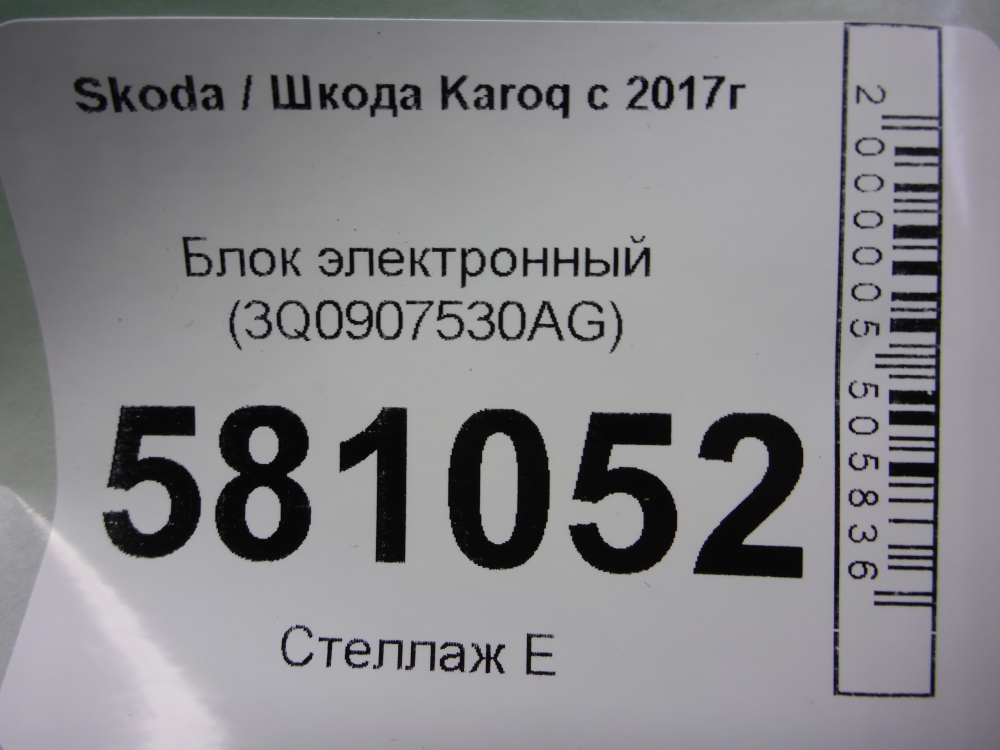 Skoda / Шкода Karoq с 2017г
Блок электронный
(3Q0907530AG)
581052
Стеллаж Е
2000005505836